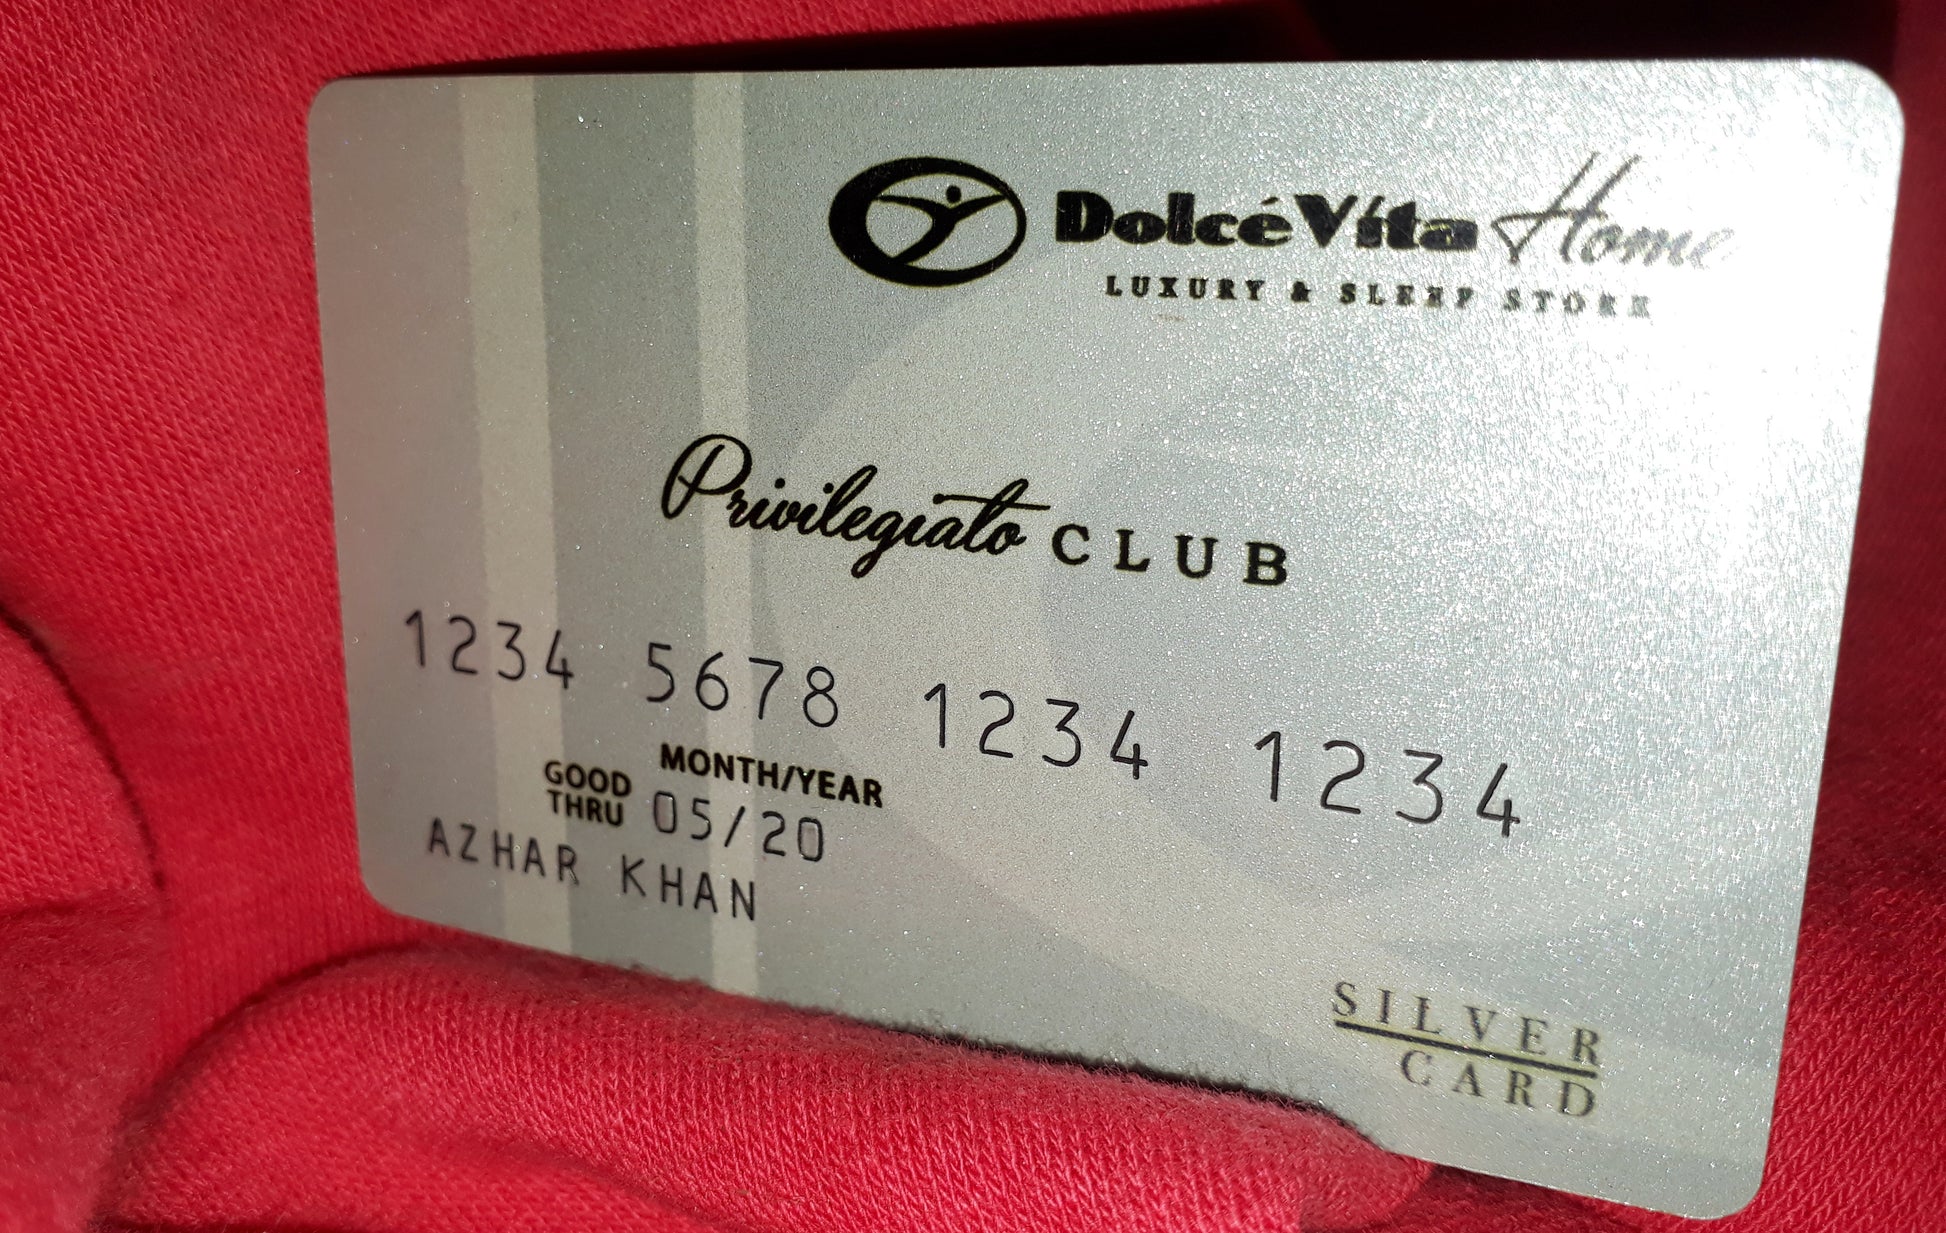 DolcéVita Home
LUXURY & SLEEP STORE
Privilegiato CLUB
1234 5678 1234 1234
MONTH/YEAR
GOOD THRU 05/20
AZHAR KHAN
SILVER
CARD